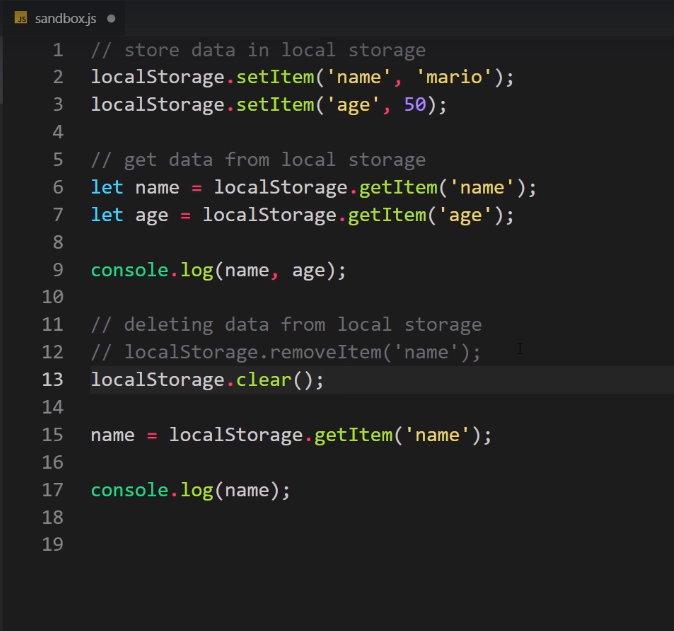 JS sandbox.js
1 // store data in local storage
2 localStorage.setItem('name', 'mario');
3 localStorage.setItem('age', 50);
4
5 // get data from local storage
6 let name = localStorage.getItem('name');
7 let age = localStorage.getItem('age');
8
9 console.log(name, age);
10
11 // deleting data from local storage
12 // localStorage.removeItem('name');
13 localStorage.clear();
14
15 name = localStorage.getItem('name');
16
17 console.log(name);
18
19